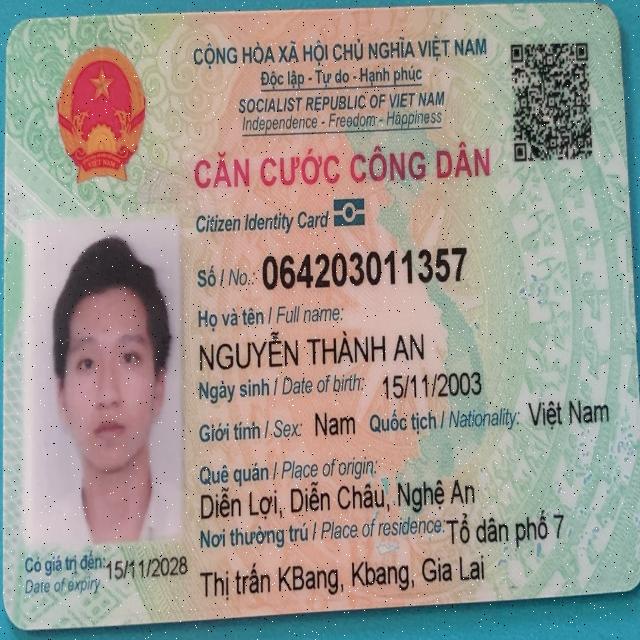 CỘNG HÒA XÃ HỘI CHỦ NGHĨA VIỆT NAM
Độc lập - Tự do - Hạnh phúc
SOCIALIST REPUBLIC OF VIET NAM
Independence - Freedom - Happiness
VIỆT NAM
CĂN CƯỚC CÔNG DÂN
Citizen Identity Card
Số / No.: 064203011357
Họ và tên / Full name:
NGUYỄN THÀNH AN
Ngày sinh / Date of birth: 15/11/2003
Giới tính / Sex: Nam Quốc tịch / Nationality: Việt Nam
Quê quán / Place of origin:
Diễn Lợi, Diễn Châu, Nghệ An
Nơi thường trú / Place of residence: Tổ dân phố 7
Thị trấn KBang, Kbang, Gia Lai
Có giá trị đến: 15/11/2028
Date of expiry